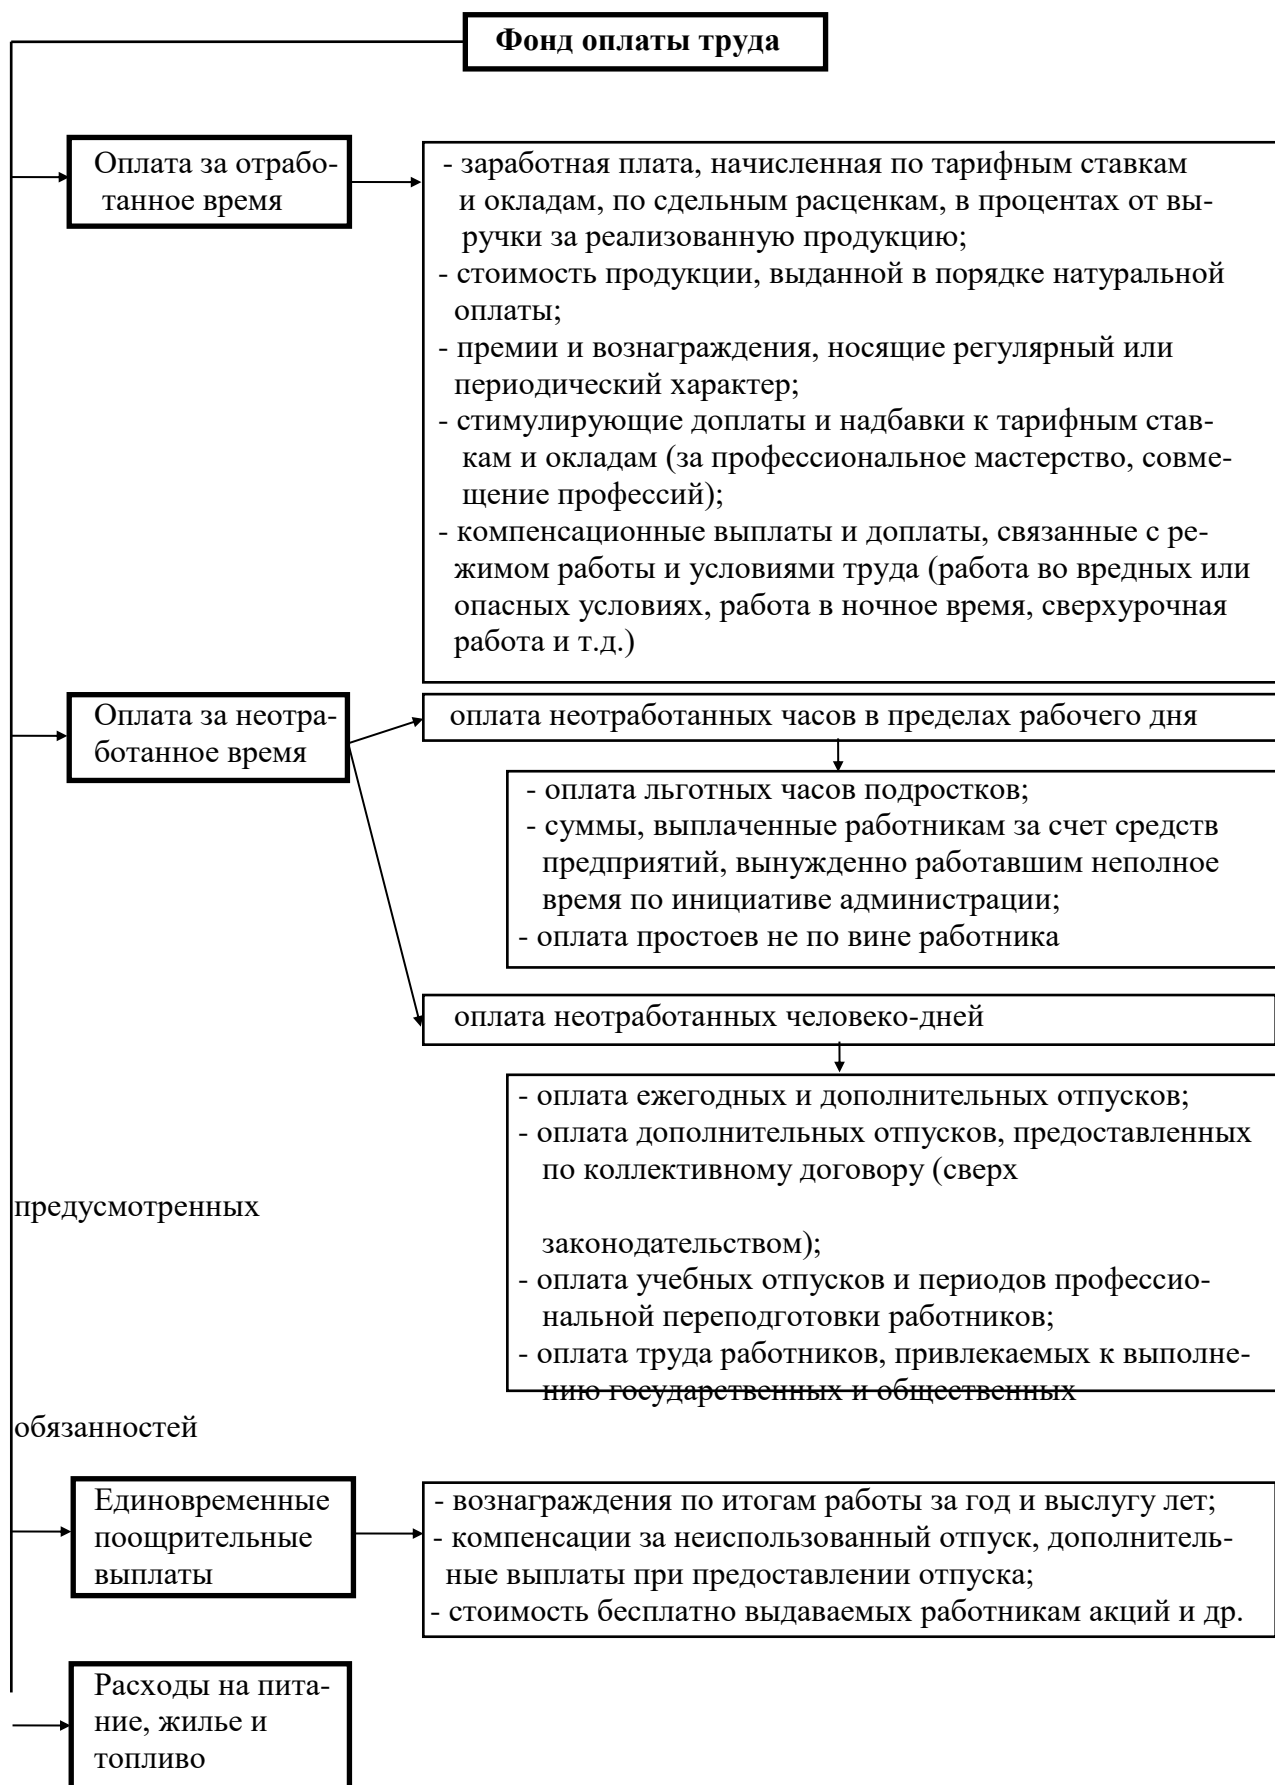 Фонд оплаты труда
Оплата за отрабо-
танное время
- заработная плата, начисленная по тарифным ставкам
и окладам, по сдельным расценкам, в процентах от вы-
ручки за реализованную продукцию;
- стоимость продукции, выданной в порядке натуральной
оплаты;
- премии и вознаграждения, носящие регулярный или
периодический характер;
- стимулирующие доплаты и надбавки к тарифным став-
кам и окладам (за профессиональное мастерство, совме-
щение профессий);
- компенсационные выплаты и доплаты, связанные с ре-
жимом работы и условиями труда (работа во вредных или
опасных условиях, работа в ночное время, сверхурочная
работа и т.д.)
Оплата за неотра-
ботанное время
оплата неотработанных часов в пределах рабочего дня
- оплата льготных часов подростков;
- суммы, выплаченные работникам за счет средств
предприятий, вынужденно работавшим неполное
время по инициативе администрации;
- оплата простоев не по вине работника
оплата неотработанных человеко-дней
- оплата ежегодных и дополнительных отпусков;
- оплата дополнительных отпусков, предоставленных
по коллективному договору (сверх
предусмотренных
законодательством);
- оплата учебных отпусков и периодов профессио-
нальной переподготовки работников;
- оплата труда работников, привлекаемых к выполне-
нию государственных и общественных
обязанностей
Единовременные
поощрительные
выплаты
- вознаграждения по итогам работы за год и выслугу лет;
- компенсации за неиспользованный отпуск, дополнитель-
ные выплаты при предоставлении отпуска;
- стоимость бесплатно выдаваемых работникам акций и др.
Расходы на пита-
ние, жилье и
топливо